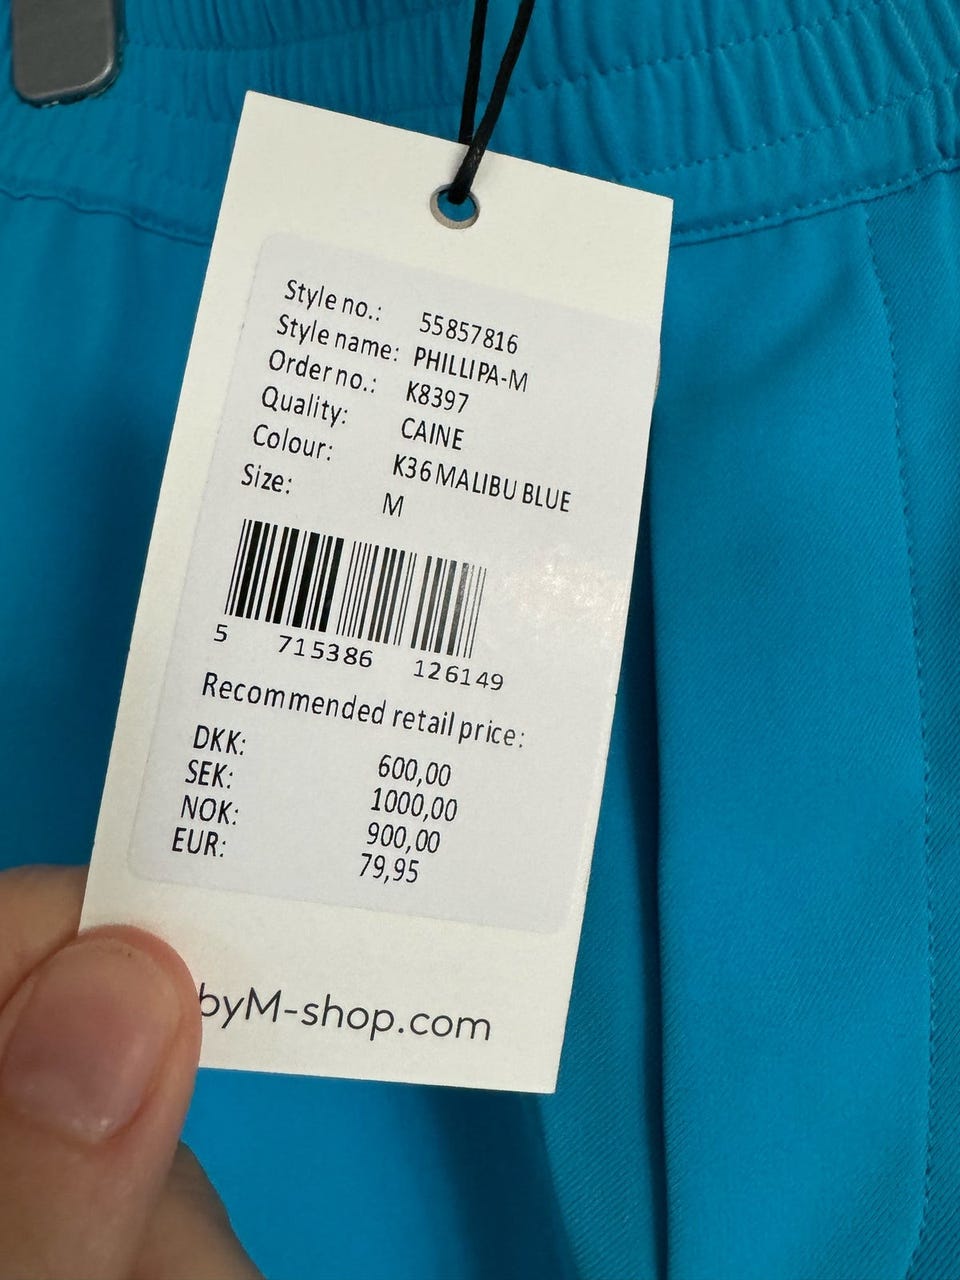 Style no.: 55857816
Style name: PHILLIPA-M
Order no.: K8397
Quality: CAINE
Colour: K36 MALIBU BLUE
Size: M
5 715386 126149
Recommended retail price:
DKK: 600,00
SEK: 1000,00
NOK: 900,00
EUR: 79,95
byM-shop.com